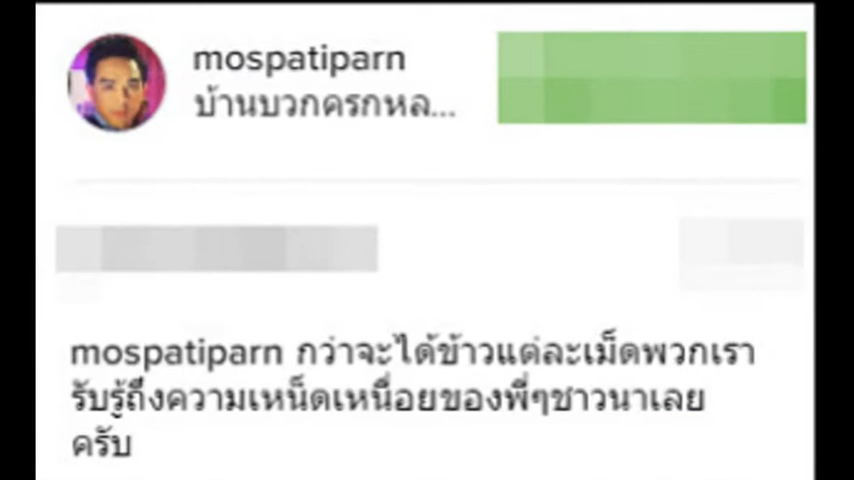 mospatiparn
บ้านบวกครกหล...
mospatiparn กว่าจะได้ข้าวแต่ละเม็ดพวกเรา
รับรู้ถึงความเหน็ดเหนื่อยของพี่ๆชาวนาเลย
ครับ